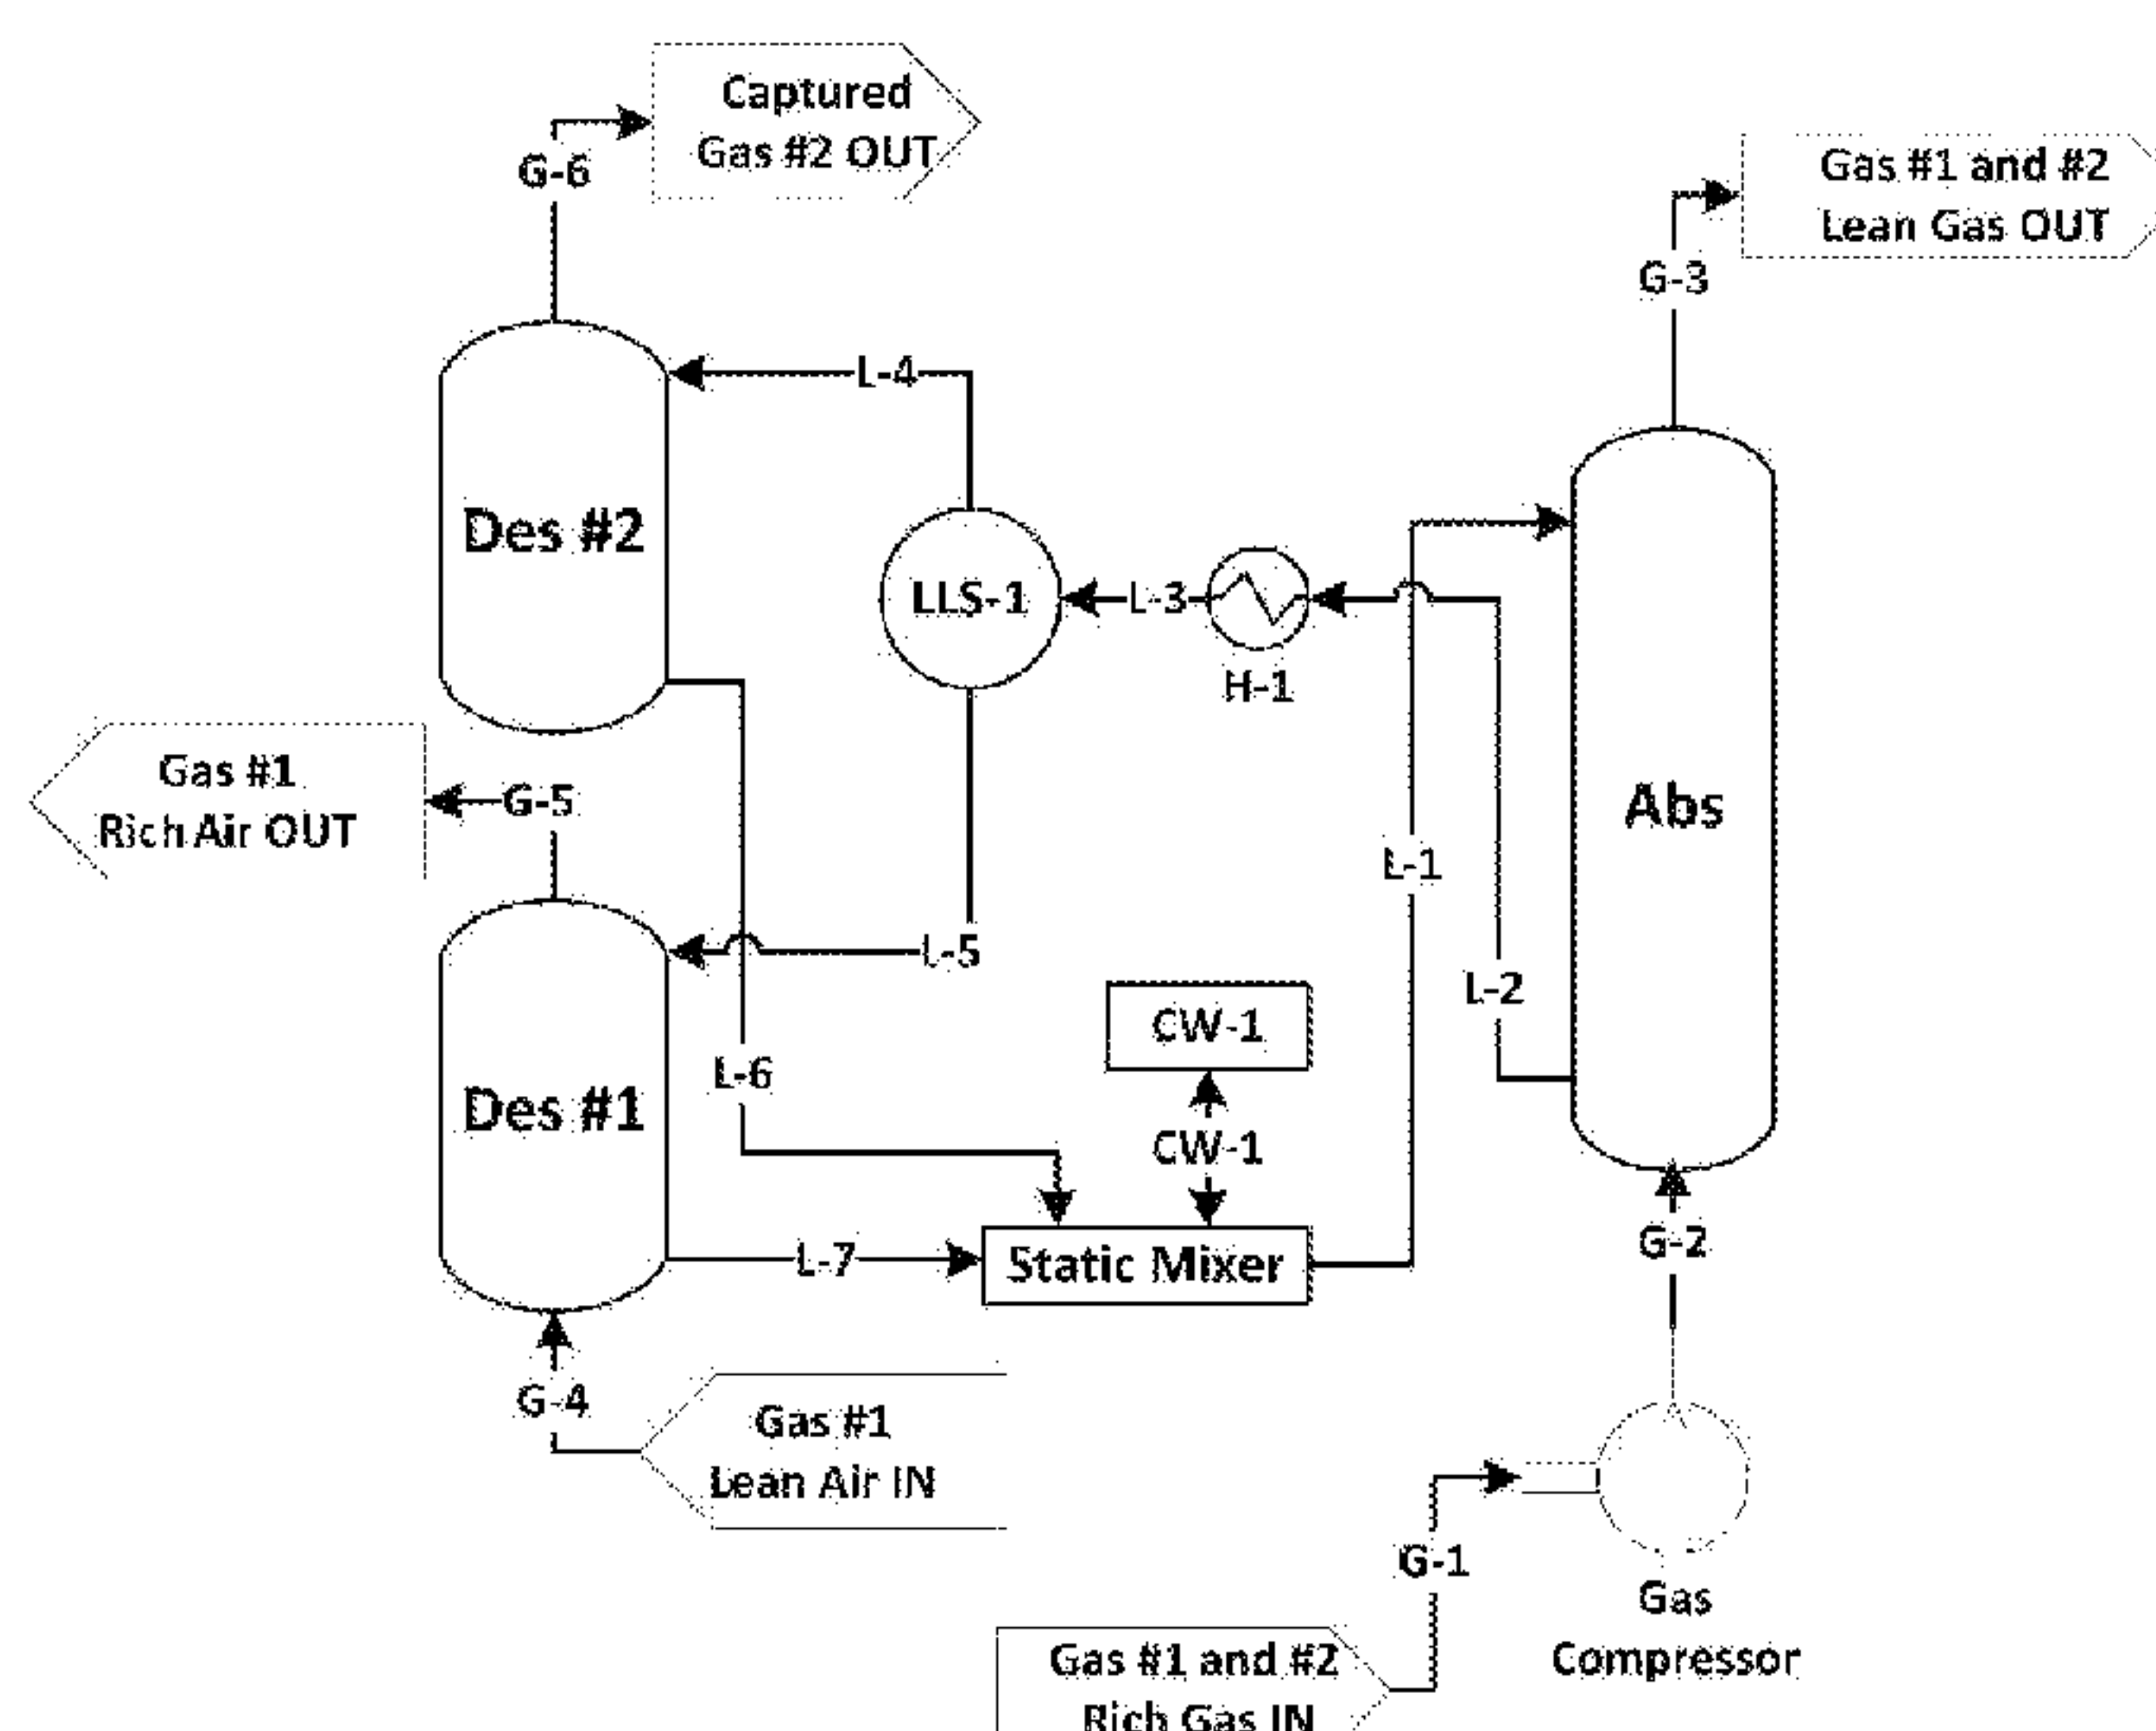 Captured
Gas #2 OUT
G-6
Gas #1 and #2
Lean Gas OUT
G-3
L-4
Des #2
LLS-1
L-3
H-1
Gas #1
Rich Air OUT
G-5
Abs
L-1
L-5
L-2
CW-1
L-6
Des #1
CW-1
L-7
Static Mixer
G-2
G-4
Gas #1
Lean Air IN
G-1
Gas
Compressor
Gas #1 and #2
Rich Gas IN